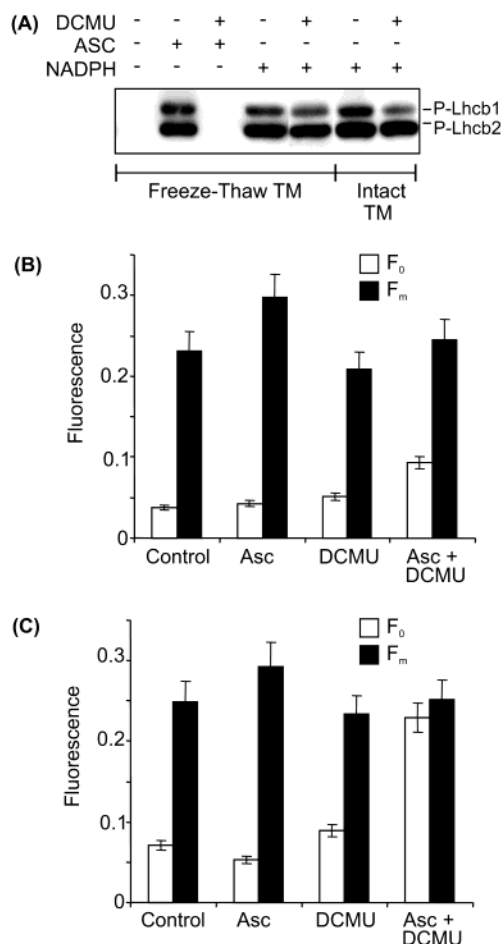 (A)
DCMU - - + - + - +
ASC - + + - - - -
NADPH - - - + + + +
P-Lhcb1
P-Lhcb2
Freeze-Thaw TM
Intact TM
(B)
F0
Fm
Fluorescence
0.3
0.2
0.1
0
Control
Asc
DCMU
Asc + DCMU
(C)
F0
Fm
Fluorescence
0.3
0.2
0.1
0
Control
Asc
DCMU
Asc + DCMU